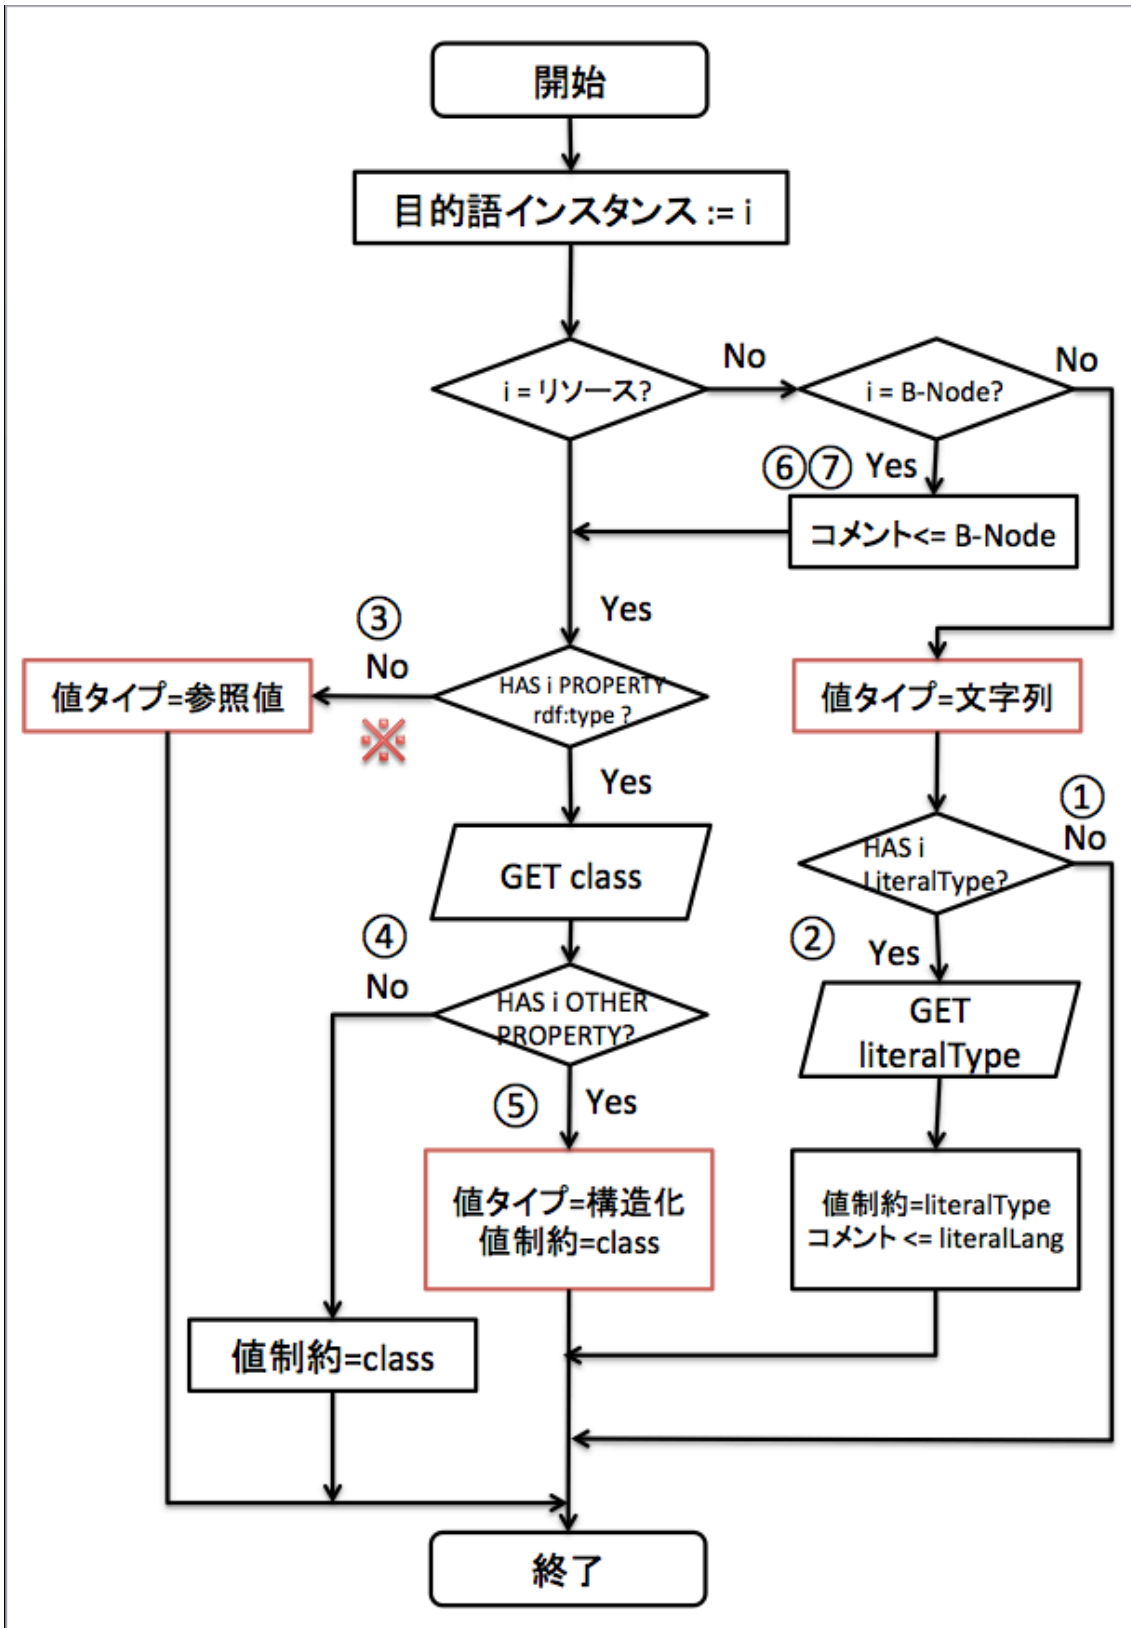 開始
目的語インスタンス := i
i = リソース?
No
i = B-Node?
No
⑥⑦ Yes
コメント<= B-Node
Yes
③
No
値タイプ=参照値
※
HAS i PROPERTY
rdf:type ?
値タイプ=文字列
Yes
①
No
HAS i
LiteralType?
GET class
④
No
② Yes
HAS i OTHER
PROPERTY?
GET
literalType
⑤ Yes
値タイプ=構造化
値制約=class
値制約=literalType
コメント <= literalLang
値制約=class
終了